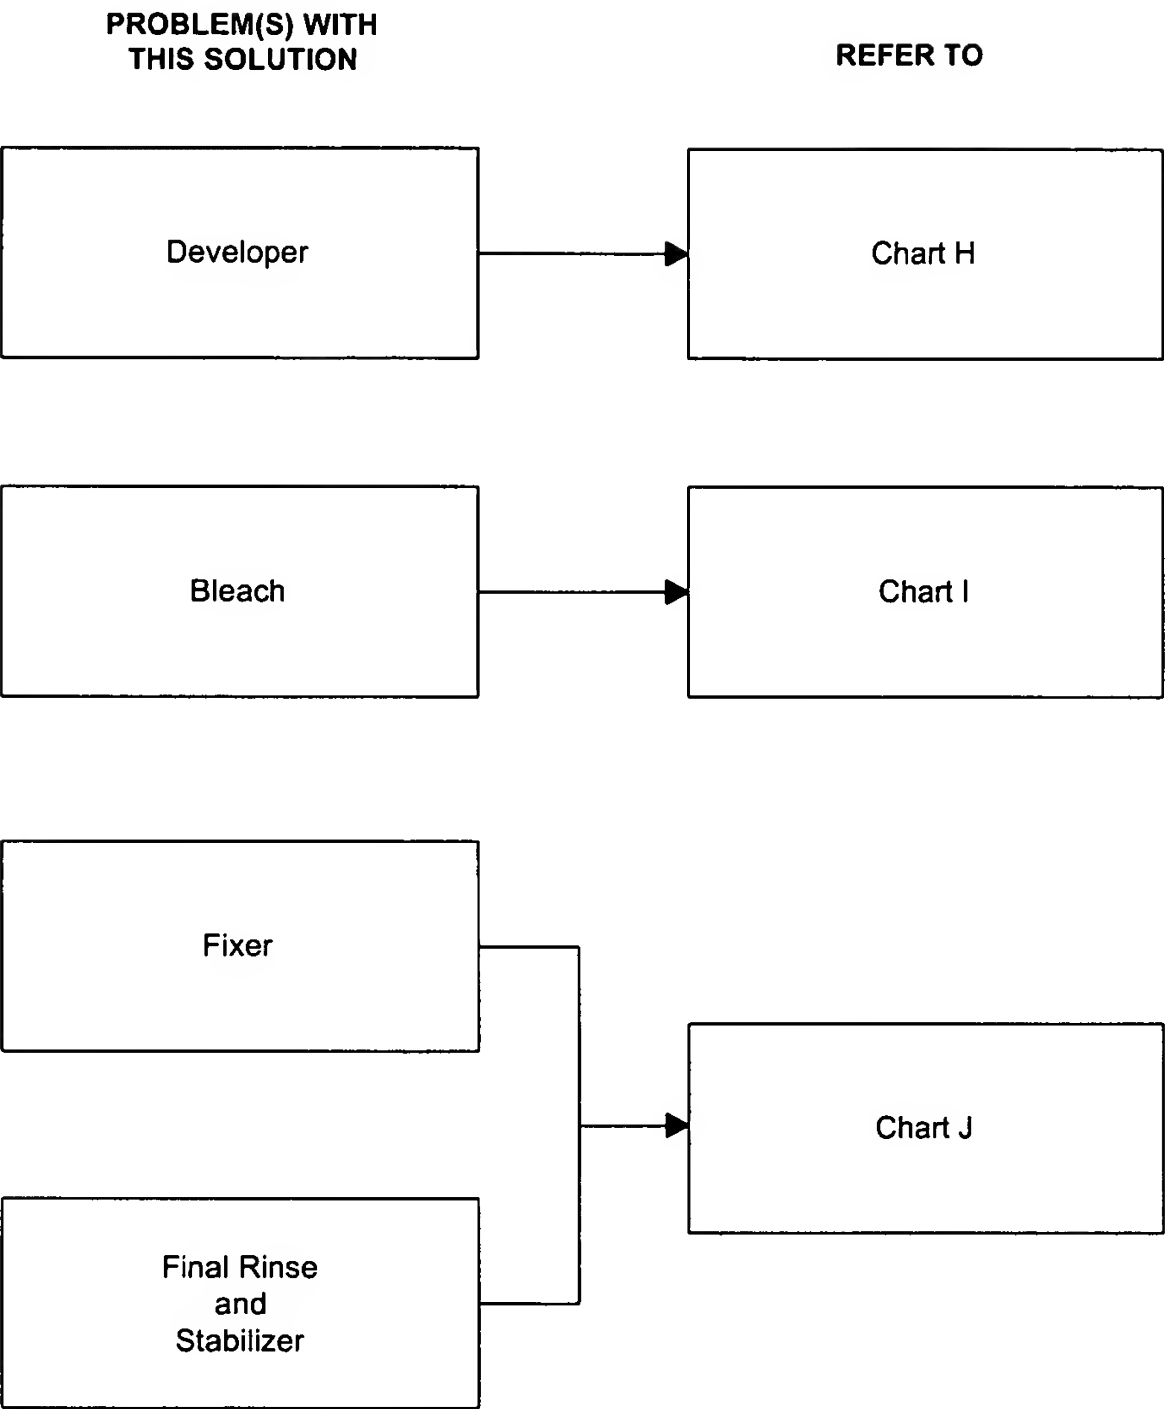 PROBLEM(S) WITH
THIS SOLUTION
REFER TO
Developer
Chart H
Bleach
Chart I
Fixer
Chart J
Final Rinse
and
Stabilizer